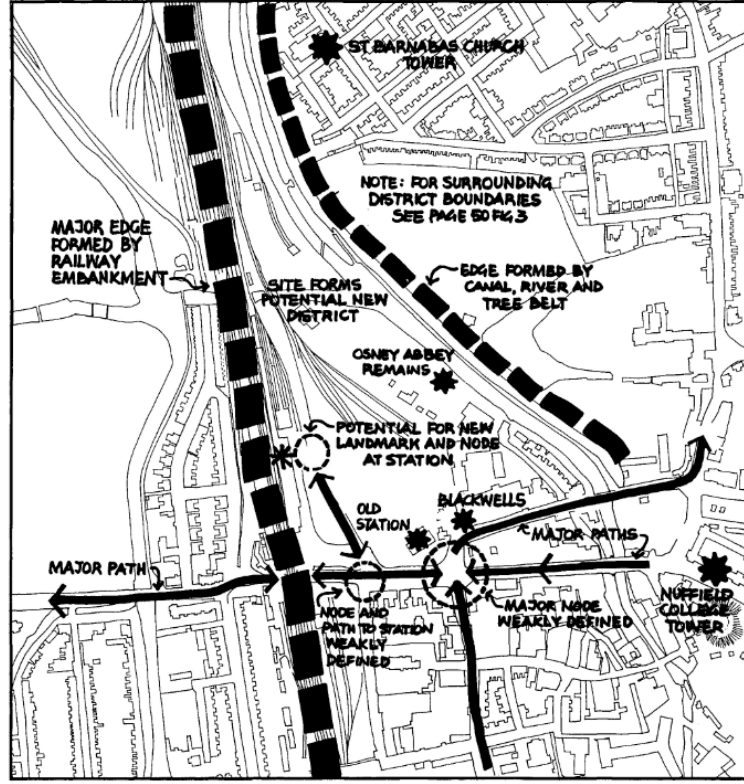 ST BARNABAS CHURCH
TOWER
NOTE: FOR SURROUNDING
DISTRICT BOUNDARIES
SEE PAGE 50 FIG.3
MAJOR EDGE
FORMED BY
RAILWAY
EMBANKMENT
SITE FORMS
POTENTIAL NEW
DISTRICT
EDGE FORMED BY
CANAL, RIVER AND
TREE BELT
OSNEY ABBEY
REMAINS
POTENTIAL FOR NEW
LANDMARK AND NODE
AT STATION
OLD
STATION
BLACKWELLS
MAJOR PATHS
MAJOR PATH
NODE AND
PATH TO STATION
WEAKLY
DEFINED
MAJOR NODE
WEAKLY DEFINED
NUFFIELD
COLLEGE
TOWER